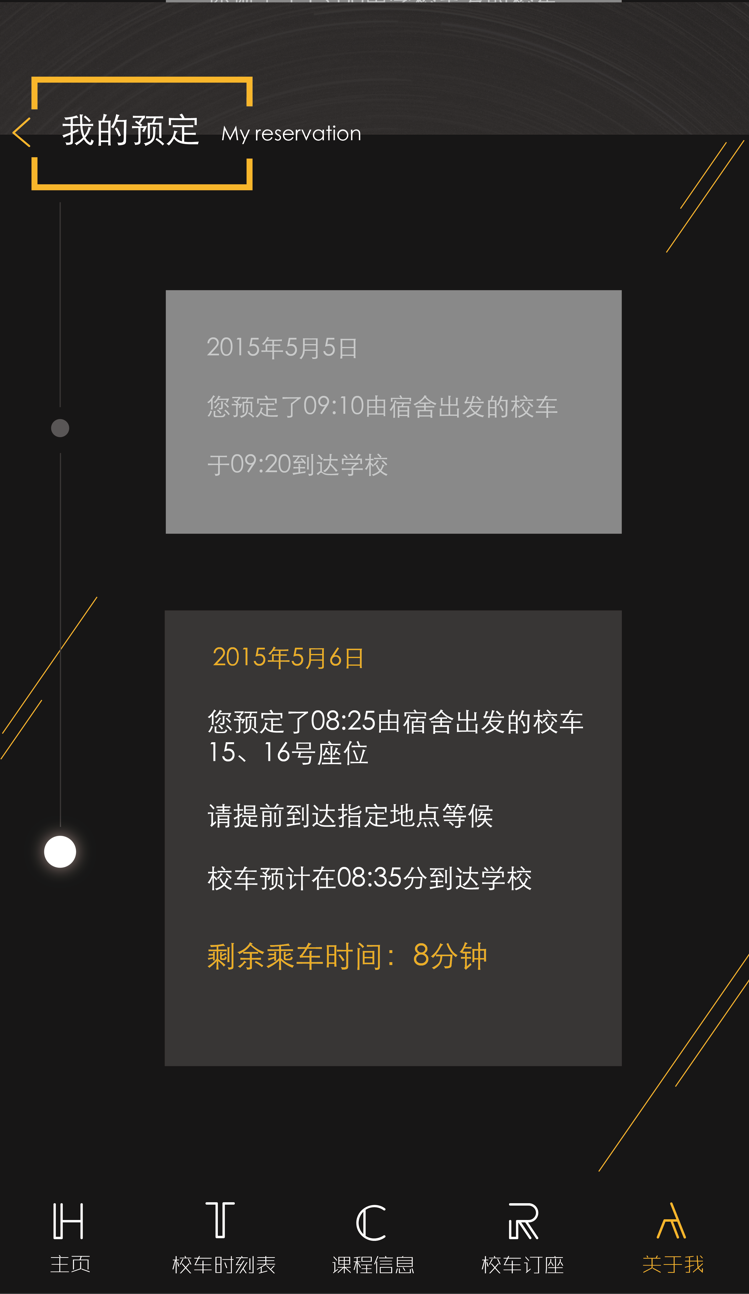 我的预定 My reservation
2015年5月5日
您预定了09:10由宿舍出发的校车
于09:20到达学校
2015年5月6日
您预定了08:25由宿舍出发的校车
15、16号座位
请提前到达指定地点等候
校车预计在08:35分到达学校
剩余乘车时间：8分钟
H T C R A
主页 校车时刻表 课程信息 校车订座 关于我